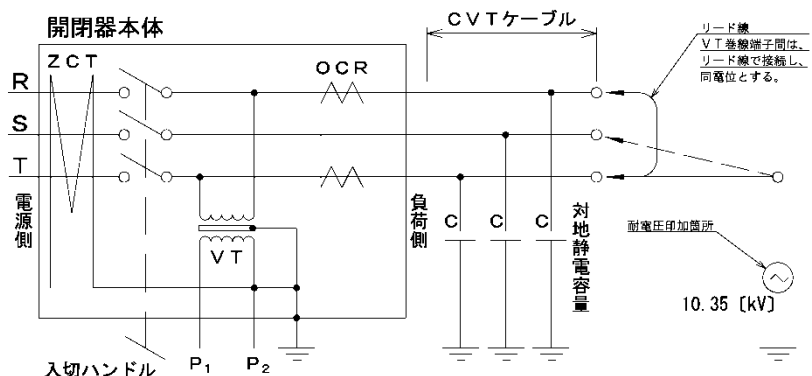 開閉器本体
CVTケーブル
リード線
VT巻線端子間は、
リード線で接続し、
同電位とする。
ZCT
OCR
R
S
T
電源側
負荷側
VT
C
C
C
対地静電容量
耐電圧印加箇所
10.35 〔kV〕
入切ハンドル
P₁
P₂